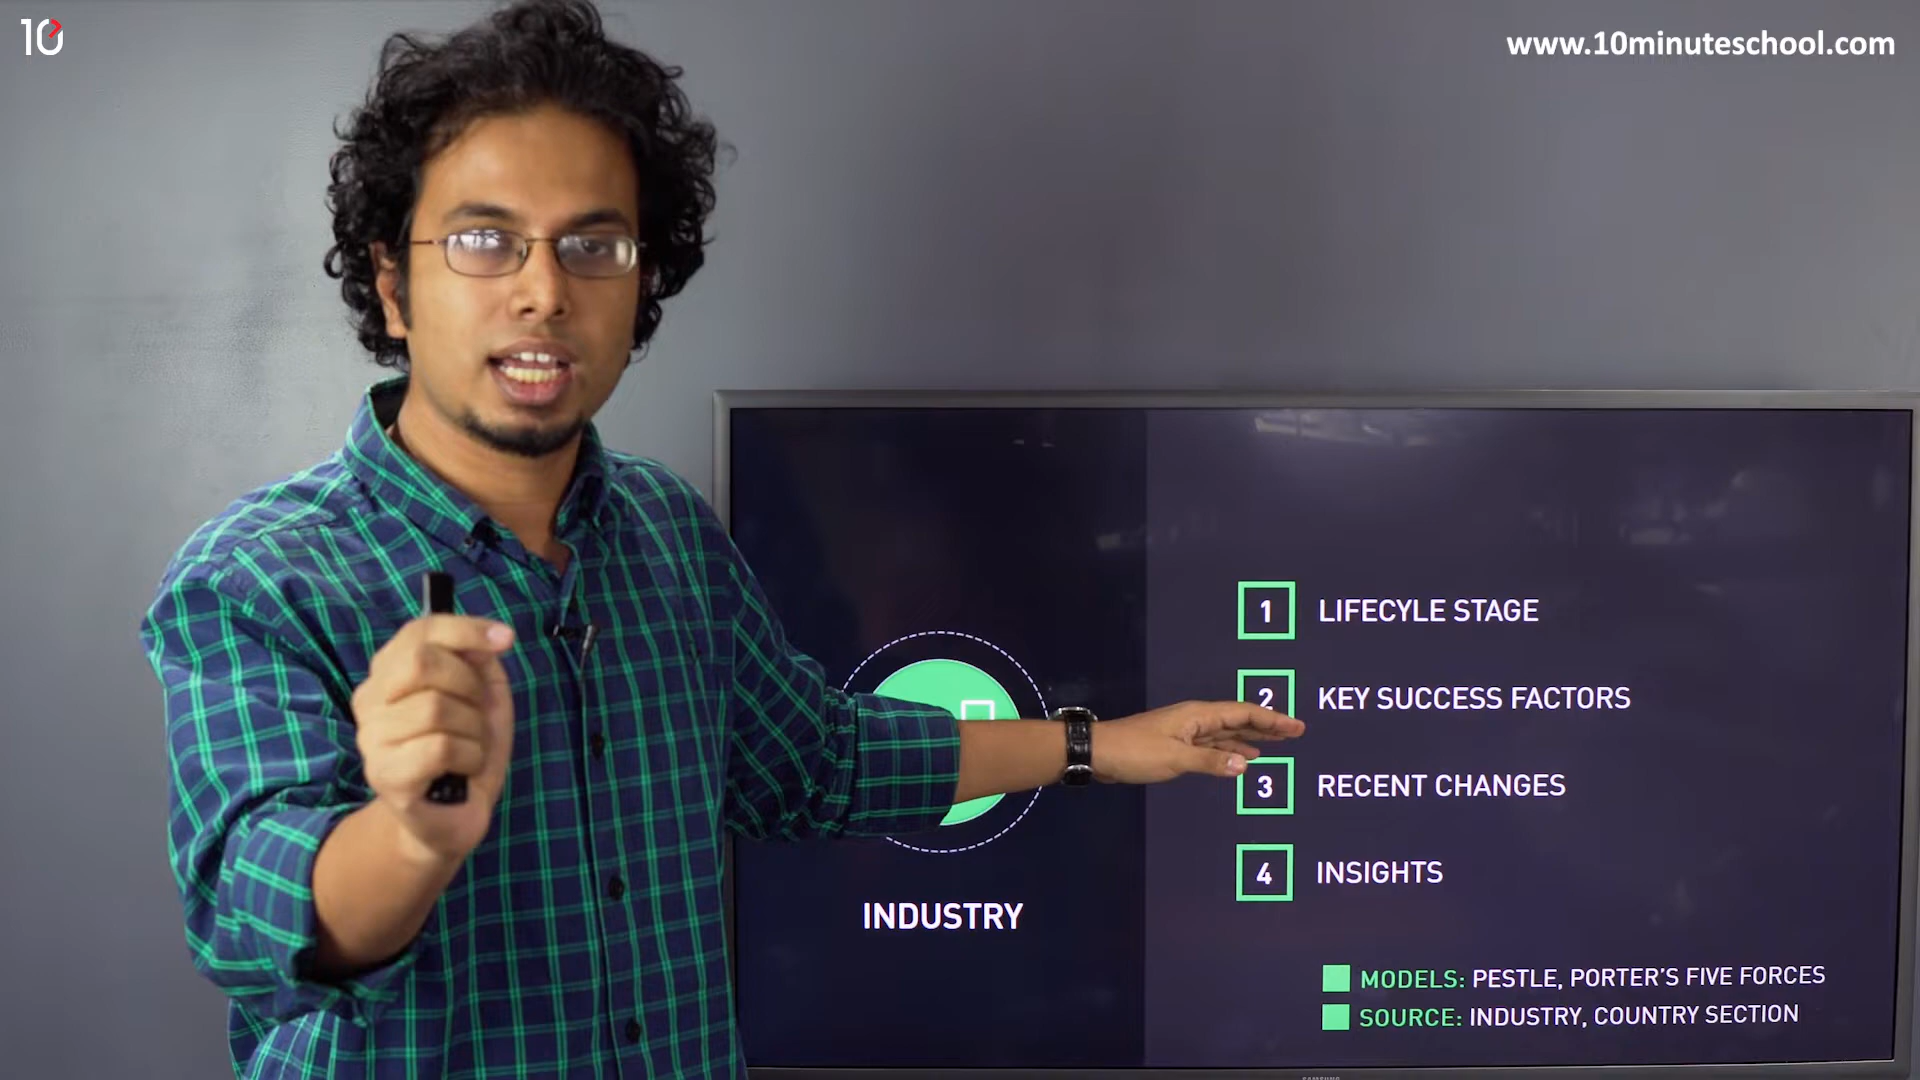 10
www.10minuteschool.com
1 LIFECYLE STAGE
2 KEY SUCCESS FACTORS
3 RECENT CHANGES
4 INSIGHTS
INDUSTRY
MODELS: PESTLE, PORTER'S FIVE FORCES
SOURCE: INDUSTRY, COUNTRY SECTION
SAMSUNG